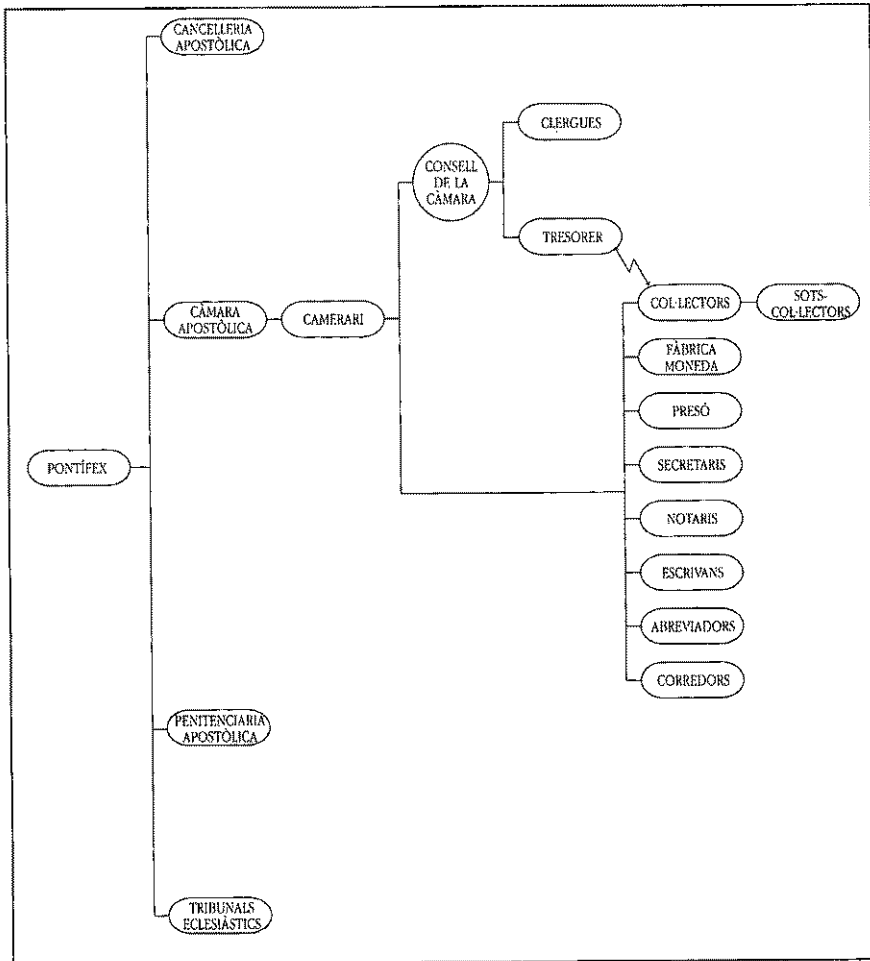 CANCELLERIA
APOSTÒLICA
CLERGUES
CONSELL
DE LA
CÀMARA
TRESORER
CÀMARA
APOSTÒLICA
CAMERARI
COL·LECTORS
SOTS-
COL·LECTORS
FÀBRICA
MONEDA
PRESÓ
PONTÍFEX
SECRETARIS
NOTARIS
ESCRIVANS
ABREVIADORS
CORREDORS
PENITENCIARIA
APOSTÒLICA
TRIBUNALS
ECLESIÀSTICS